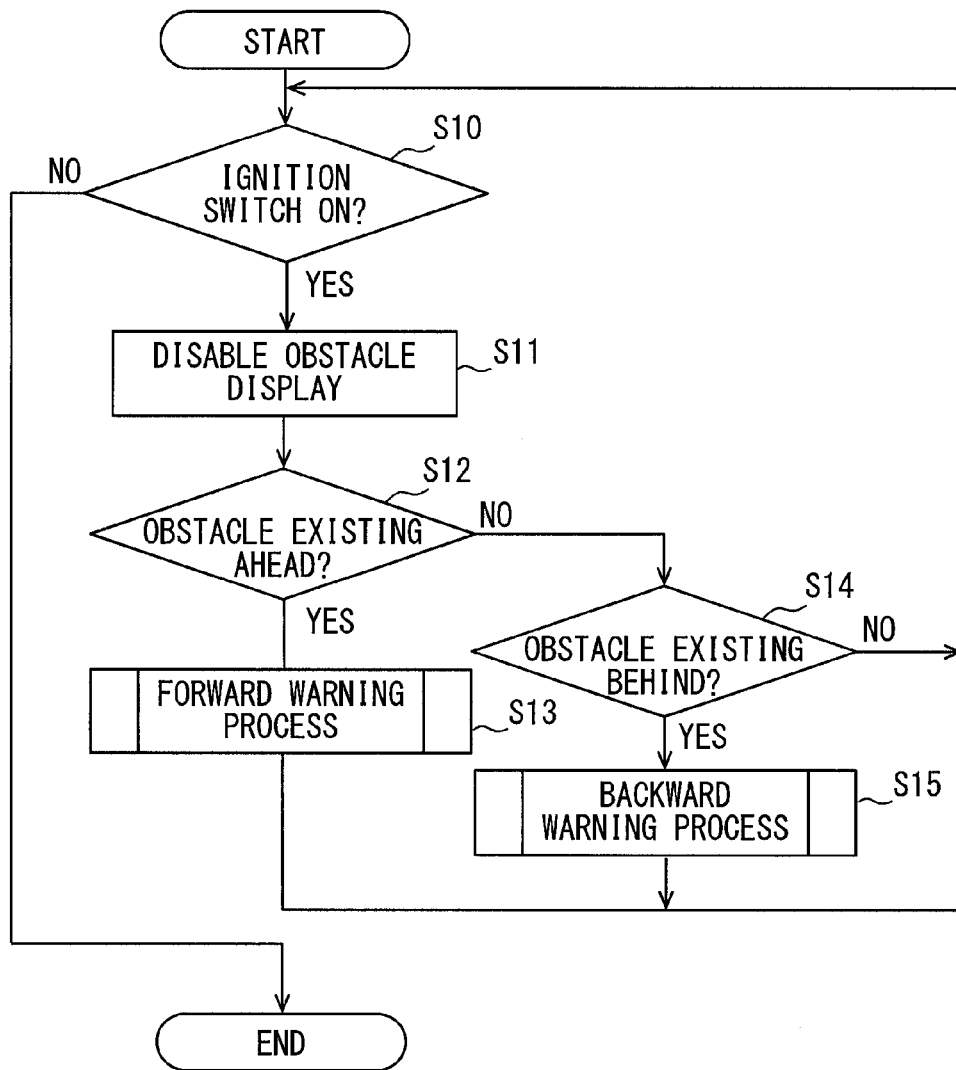 START
S10
NO
IGNITION
SWITCH ON?
YES
DISABLE OBSTACLE
DISPLAY
S11
S12
NO
OBSTACLE EXISTING
AHEAD?
YES
S14
NO
OBSTACLE EXISTING
BEHIND?
YES
FORWARD WARNING
PROCESS
S13
BACKWARD
WARNING PROCESS
S15
END